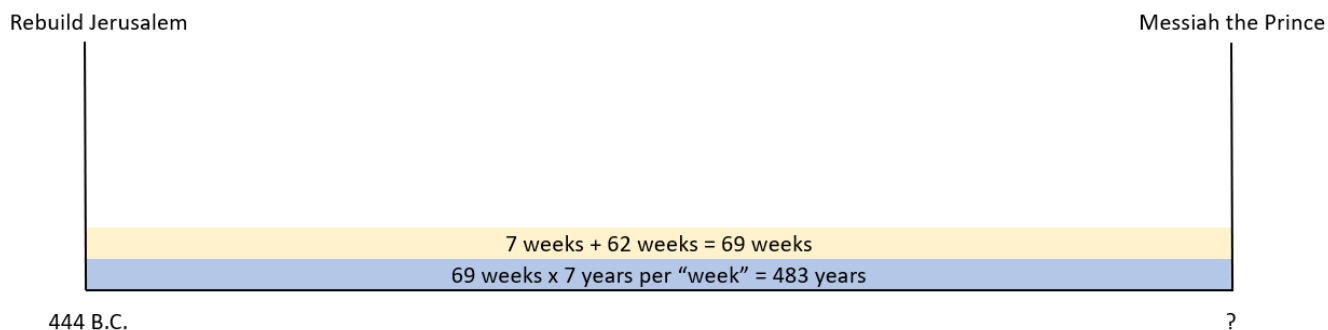 Rebuild Jerusalem
Messiah the Prince
7 weeks + 62 weeks = 69 weeks
69 weeks x 7 years per “week” = 483 years
444 B.C.
?